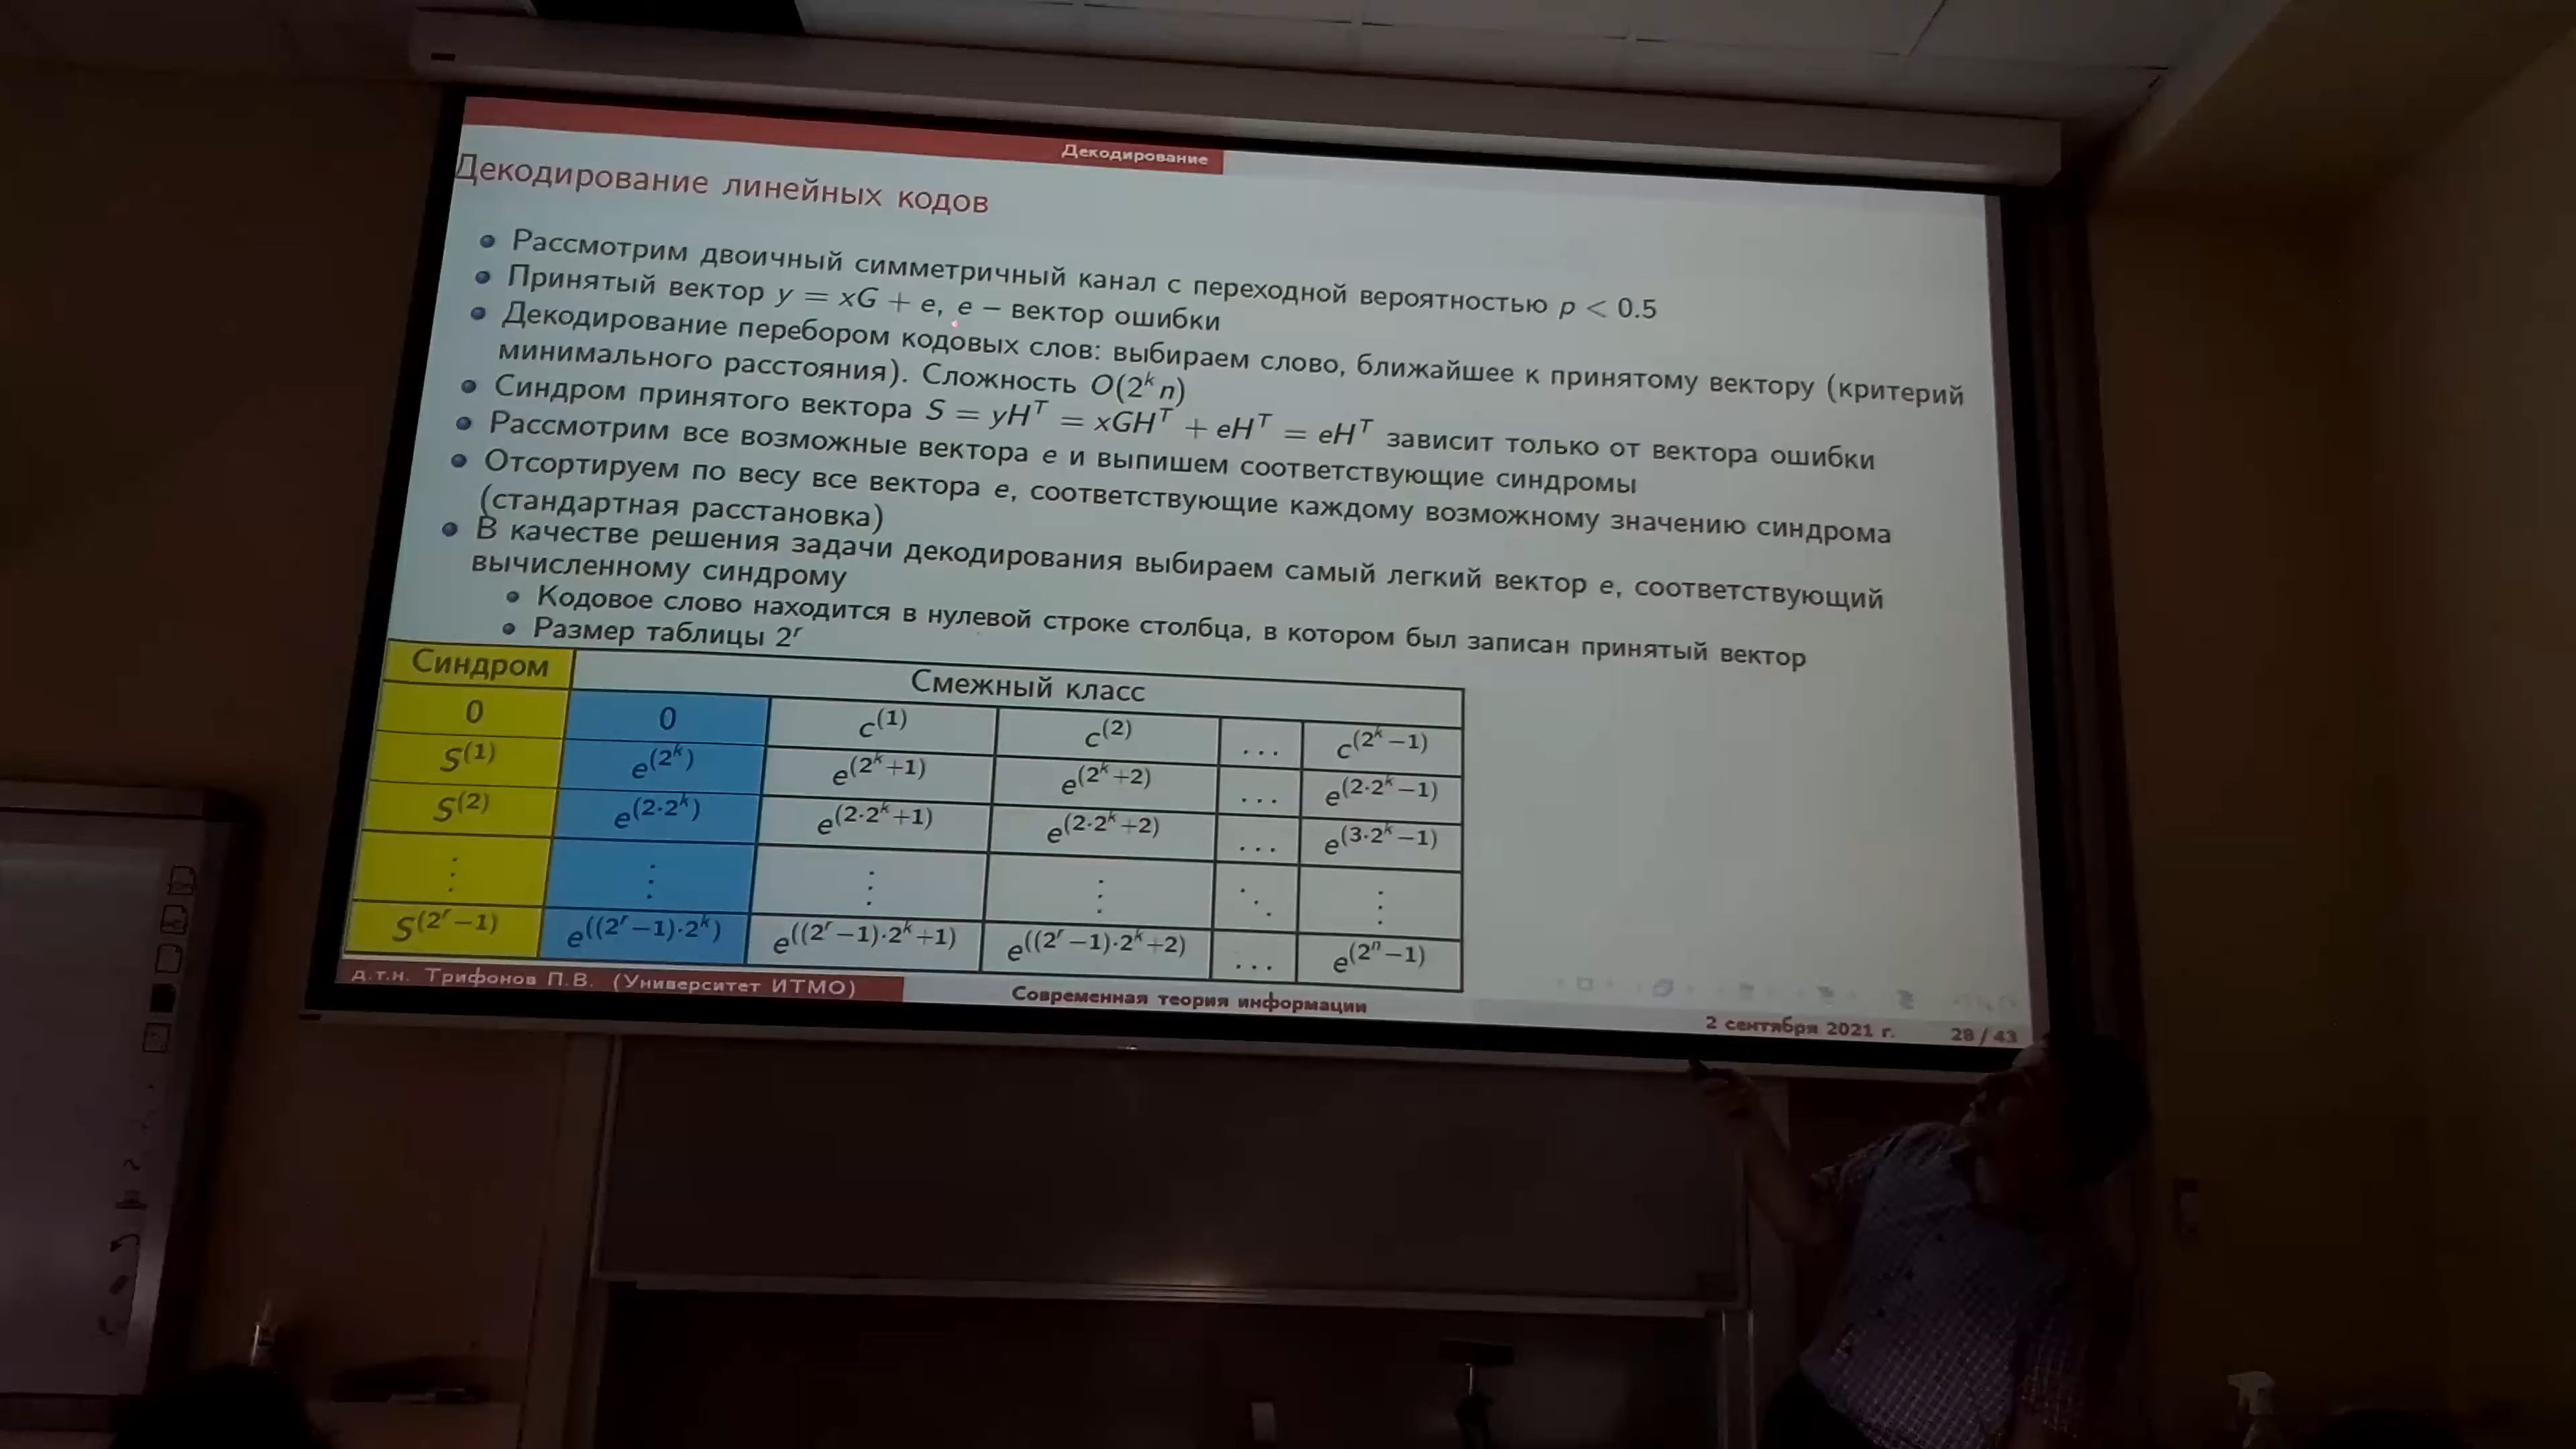 Декодирование
Декодирование линейных кодов
Рассмотрим двоичный симметричный канал с переходной вероятностью p < 0.5
Принятый вектор y = xG + e, e – вектор ошибки
Декодирование перебором кодовых слов: выбираем слово, ближайшее к принятому вектору (критерий
минимального расстояния). Сложность O(2^k n)
Синдром принятого вектора S = yH^T = xGH^T + eH^T = eH^T зависит только от вектора ошибки
Рассмотрим все возможные вектора e и выпишем соответствующие синдромы
Отсортируем по весу все вектора e, соответствующие каждому возможному значению синдрома
(стандартная расстановка)
В качестве решения задачи декодирования выбираем самый легкий вектор e, соответствующий
вычисленному синдрому
Кодовое слово находится в нулевой строке столбца, в котором был записан принятый вектор
Размер таблицы 2^r
Синдром Смежный класс
0 0 c^(1) c^(2) ... c^(2^k−1)
S^(1) e^(2^k) e^(2^k+1) e^(2^k+2) ... e^(2·2^k−1)
S^(2) e^(2·2^k) e^(2·2^k+1) e^(2·2^k+2) ... e^(3·2^k−1)
⋮ ⋮ ⋮ ⋮ ⋱ ⋮
S^(2^r−1) e^((2^r−1)·2^k) e^((2^r−1)·2^k+1) e^((2^r−1)·2^k+2) ... e^(2^n−1)
д.т.н. Трифонов П.В. (Университет ИТМО) Современная теория информации 2 сентября 2021 г. 28 / 43